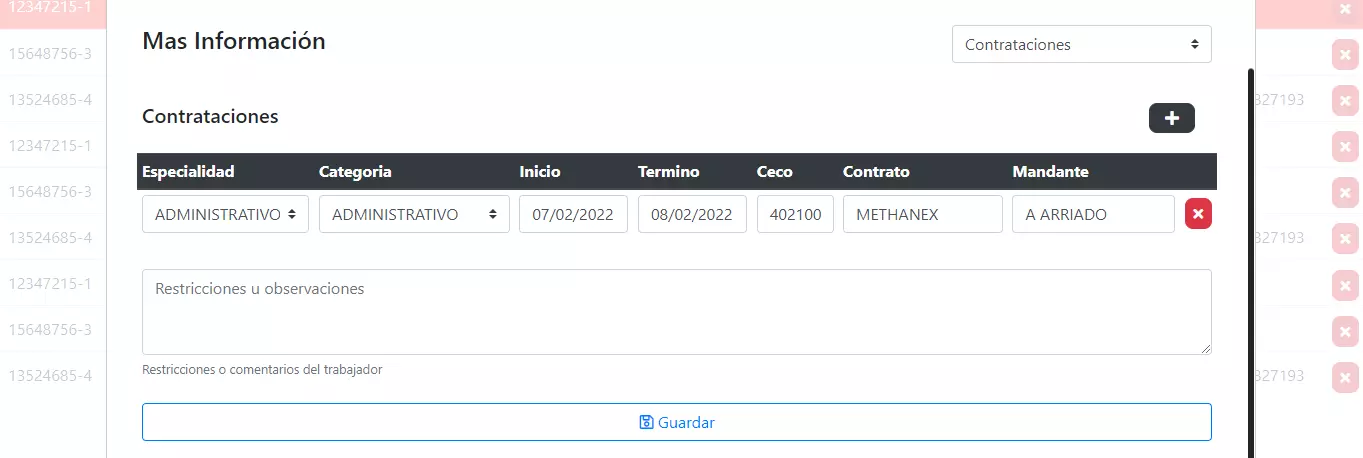 12347215-1
Mas Información
Contrataciones
15648756-3
13524685-4
327193
Contrataciones
12347215-1
Especialidad Categoria Inicio Termino Ceco Contrato Mandante
15648756-3
ADMINISTRATIVO ADMINISTRATIVO 07/02/2022 08/02/2022 402100 METHANEX A ARRIADO
13524685-4
327193
12347215-1
Restricciones u observaciones
15648756-3
Restricciones o comentarios del trabajador
13524685-4
327193
Guardar